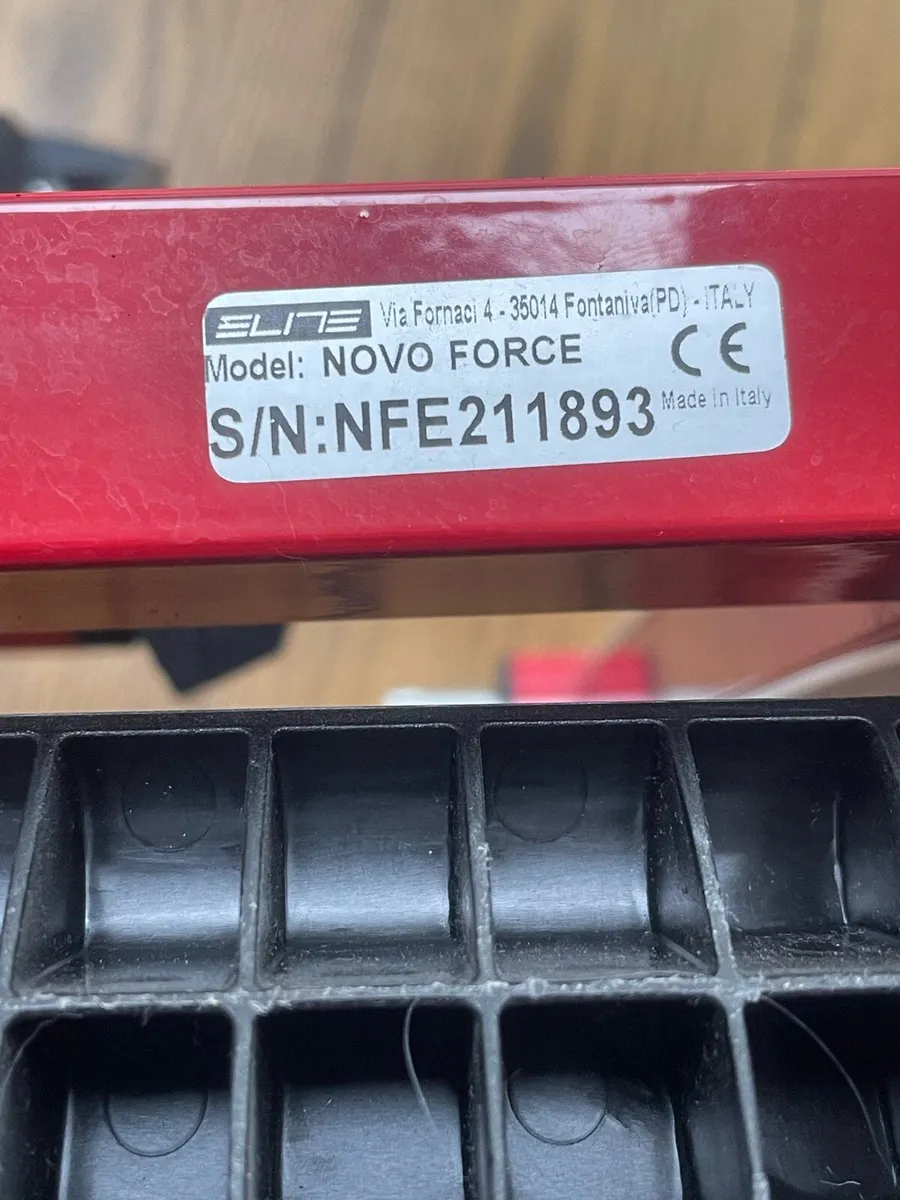 ELITE Via Fornaci 4 - 35014 Fontaniva(PD) - ITALY
Model: NOVO FORCE CE
S/N:NFE211893 Made in Italy